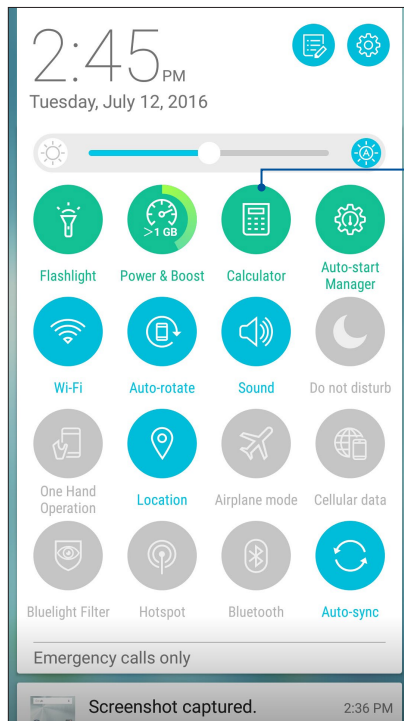 2:45 PM
Tuesday, July 12, 2016
A
>1 GB
Flashlight
Power & Boost
Calculator
Auto-start
Manager
Wi-Fi
Auto-rotate
Sound
Do not disturb
One Hand
Operation
Location
Airplane mode
Cellular data
Bluelight Filter
Hotspot
Bluetooth
Auto-sync
Emergency calls only
Screenshot captured.
2:36 PM